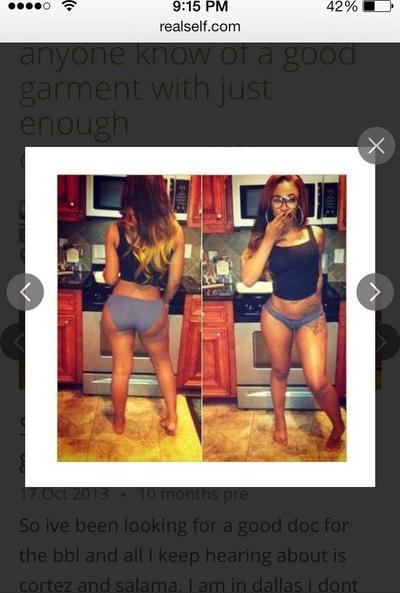 9:15 PM
42%
realself.com
anyone know of a good
garment with just
enough
17 Oct 2013 • 10 months pre
So ive been looking for a good doc for
the bbl and all I keep hearing about is
cortez and salama. I am in dallas I dont